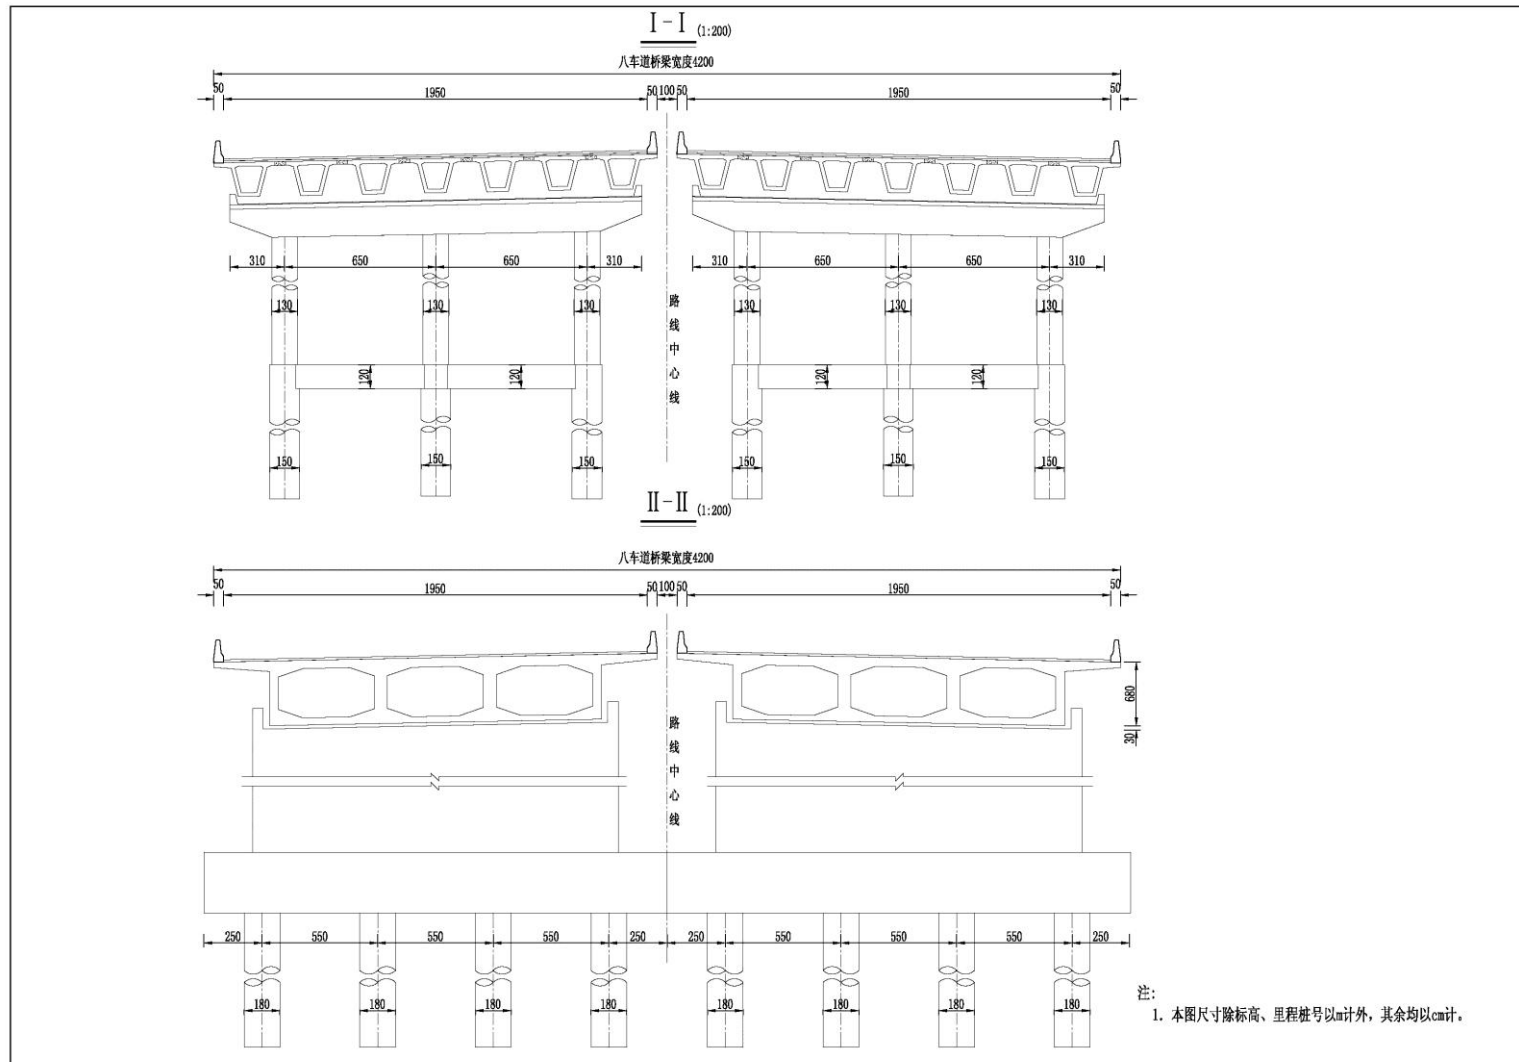 Ⅰ-Ⅰ (1:200)
八车道桥梁宽度4200
50 1950 50 100 50 1950 50
310 650 650 310 310 650 650 310
130 130 130 130 130 130
路线中心线
120 120 120 120
150 150 150 150 150 150
Ⅱ-Ⅱ (1:200)
八车道桥梁宽度4200
50 1950 50 100 50 1950 50
680
30
路线中心线
250 550 550 550 250 250 550 550 550 250
180 180 180 180 180 180 180 180
注:
1. 本图尺寸除标高、里程桩号以m计外，其余均以cm计。